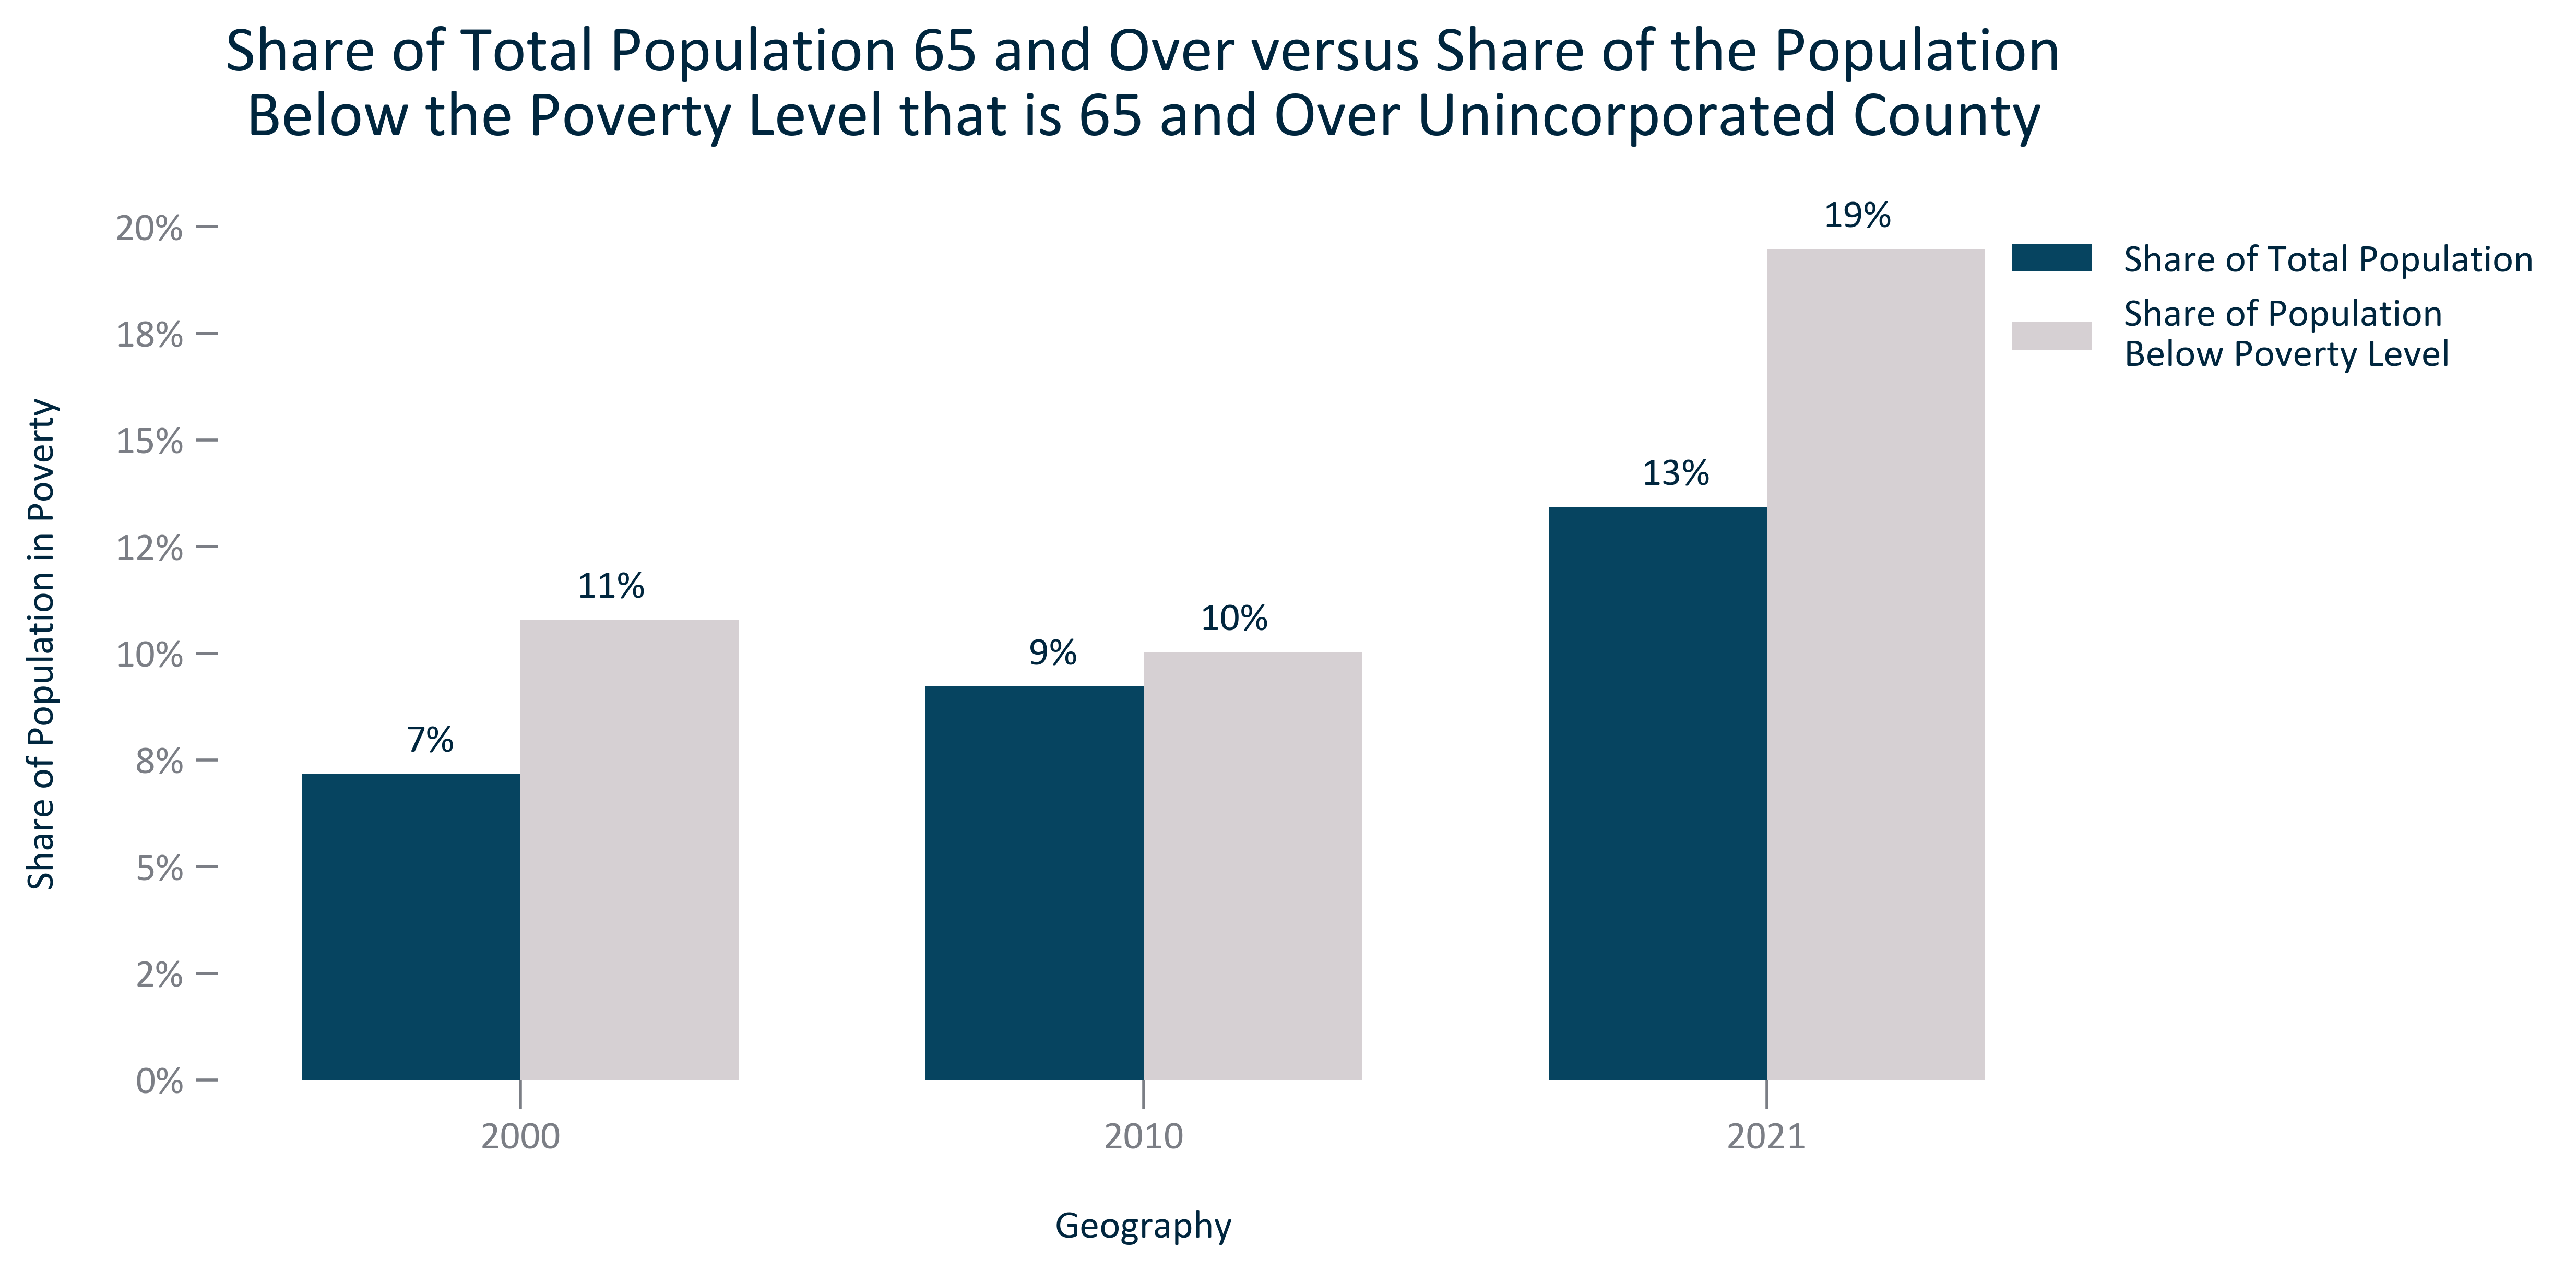 Share of Total Population 65 and Over versus Share of the Population
Below the Poverty Level that is 65 and Over Unincorporated County
Share of Population in Poverty
20%
18%
15%
12%
10%
8%
5%
2%
0%
7%
11%
9%
10%
13%
19%
Share of Total Population
Share of Population
Below Poverty Level
2000
2010
2021
Geography